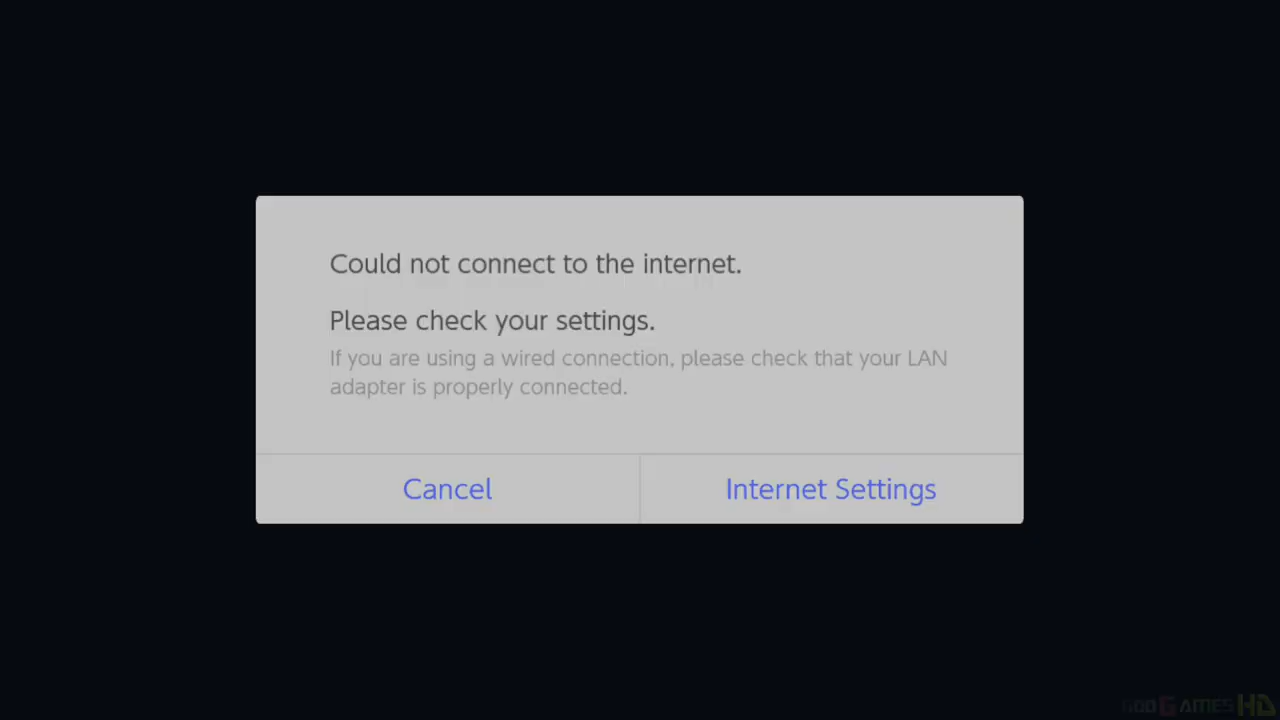 Could not connect to the internet.
Please check your settings.
If you are using a wired connection, please check that your LAN
adapter is properly connected.
Cancel
Internet Settings